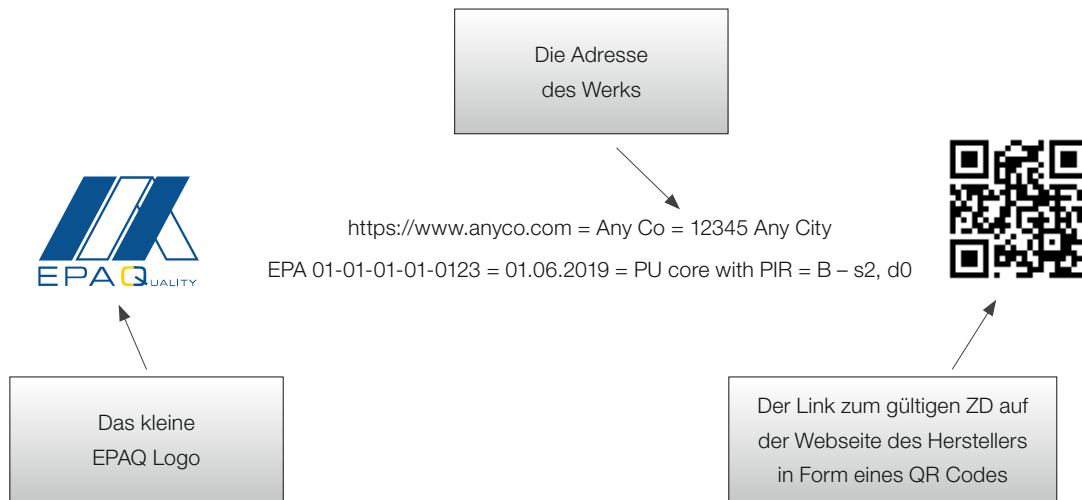 Die Adresse
des Werks
https://www.anyco.com = Any Co = 12345 Any City
EPA 01-01-01-01-0123 = 01.06.2019 = PU core with PIR = B – s2, d0
EPAQUALITY
Das kleine
EPAQ Logo
Der Link zum gültigen ZD auf
der Webseite des Herstellers
in Form eines QR Codes